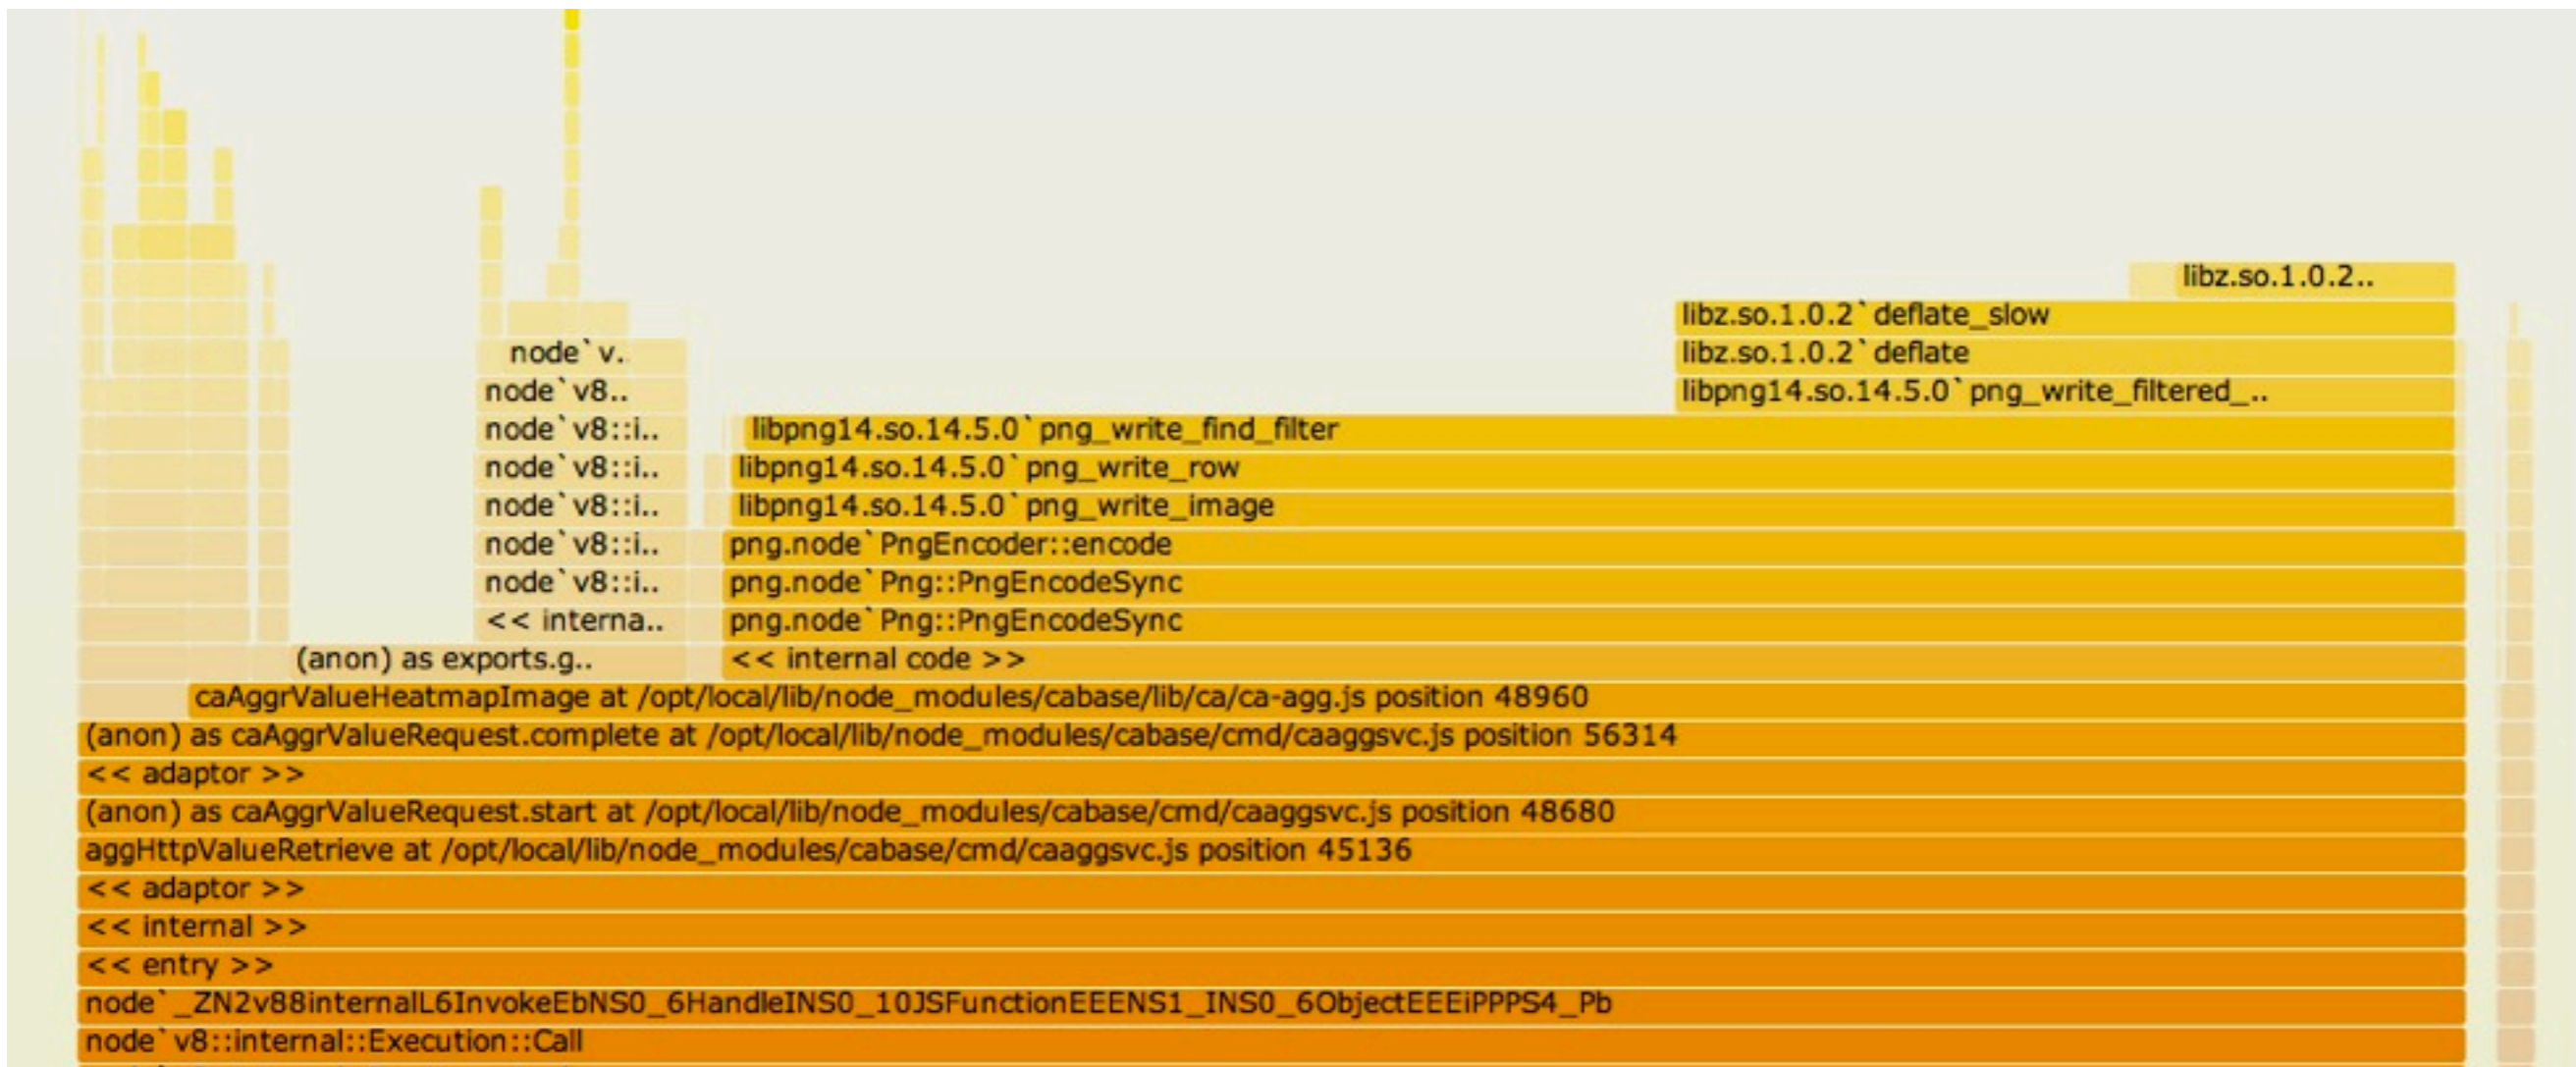 libz.so.1.0.2..
libz.so.1.0.2`deflate_slow
node`v. libz.so.1.0.2`deflate
node`v8.. libpng14.so.14.5.0`png_write_filtered_..
node`v8::i.. libpng14.so.14.5.0`png_write_find_filter
node`v8::i.. libpng14.so.14.5.0`png_write_row
node`v8::i.. libpng14.so.14.5.0`png_write_image
node`v8::i.. png.node`PngEncoder::encode
node`v8::i.. png.node`Png::PngEncodeSync
<< interna.. png.node`Png::PngEncodeSync
(anon) as exports.g.. << internal code >>
caAggrValueHeatmapImage at /opt/local/lib/node_modules/cabase/lib/ca/ca-agg.js position 48960
(anon) as caAggrValueRequest.complete at /opt/local/lib/node_modules/cabase/cmd/caaggsvc.js position 56314
<< adaptor >>
(anon) as caAggrValueRequest.start at /opt/local/lib/node_modules/cabase/cmd/caaggsvc.js position 48680
aggHttpValueRetrieve at /opt/local/lib/node_modules/cabase/cmd/caaggsvc.js position 45136
<< adaptor >>
<< internal >>
<< entry >>
node`_ZN2v88internalL6InvokeEbNS0_6HandleINS0_10JSFunctionEEENS1_INS0_6ObjectEEEiPPPS4_Pb
node`v8::internal::Execution::Call